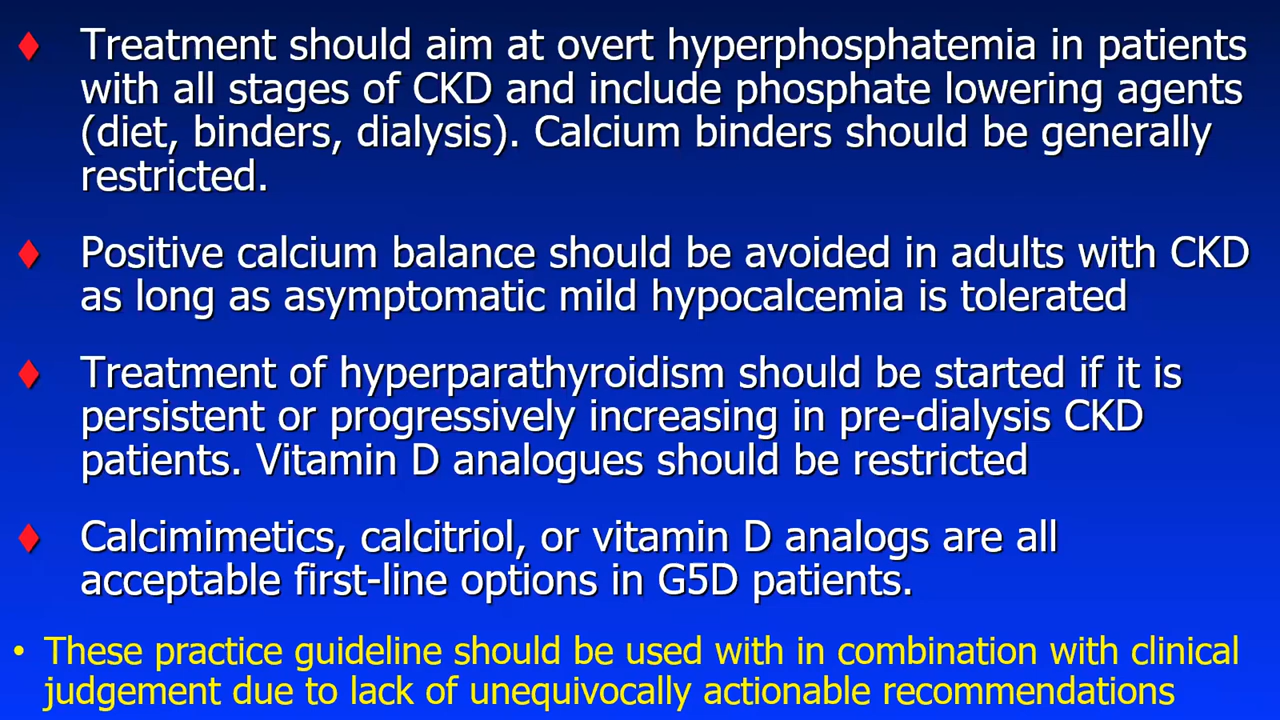 Treatment should aim at overt hyperphosphatemia in patients
with all stages of CKD and include phosphate lowering agents
(diet, binders, dialysis). Calcium binders should be generally
restricted.
Positive calcium balance should be avoided in adults with CKD
as long as asymptomatic mild hypocalcemia is tolerated
Treatment of hyperparathyroidism should be started if it is
persistent or progressively increasing in pre-dialysis CKD
patients. Vitamin D analogues should be restricted
Calcimimetics, calcitriol, or vitamin D analogs are all
acceptable first-line options in G5D patients.
• These practice guideline should be used with in combination with clinical
judgement due to lack of unequivocally actionable recommendations